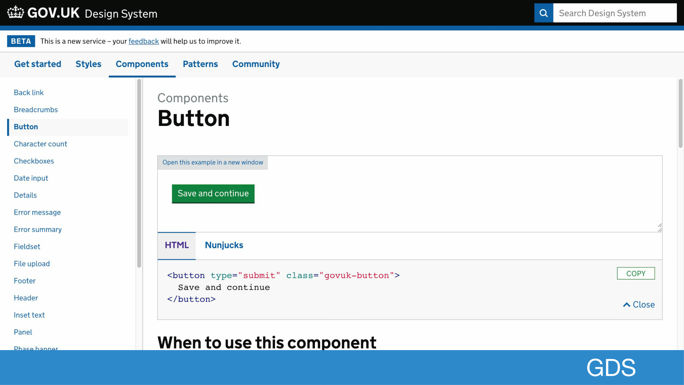 GOV.UK Design System
Search Design System
BETA This is a new service – your feedback will help us to improve it.
Get started Styles Components Patterns Community
Back link
Breadcrumbs
Button
Character count
Checkboxes
Date input
Details
Error message
Error summary
Fieldset
File upload
Footer
Header
Inset text
Panel
Phase banner
Components
Button
Open this example in a new window
Save and continue
HTML Nunjucks
COPY
<button type="submit" class="govuk-button">
Save and continue
</button>
Close
When to use this component
GDS